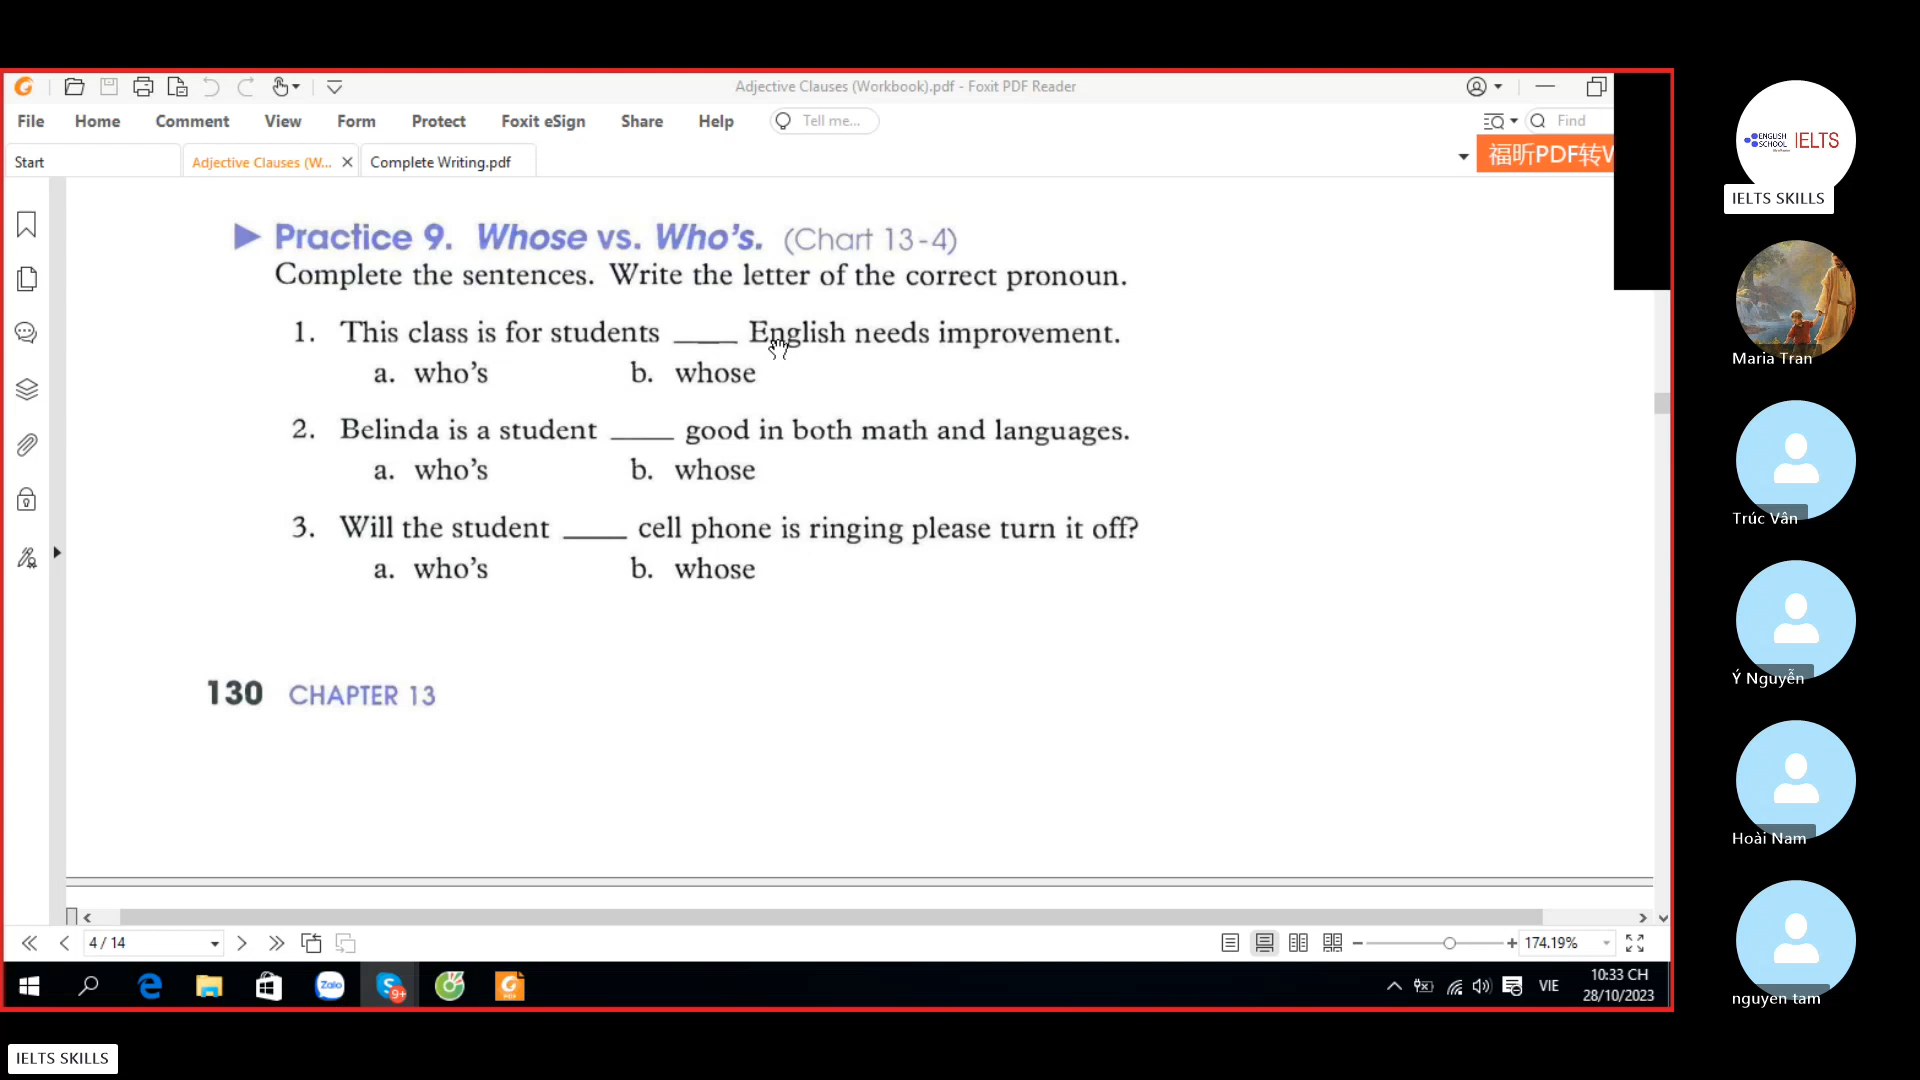 Adjective Clauses (Workbook).pdf - Foxit PDF Reader
File Home Comment View Form Protect Foxit eSign Share Help Tell me... Find
Start Adjective Clauses (W... Complete Writing.pdf 福昕PDF转W
Practice 9. Whose vs. Who's. (Chart 13-4)
Complete the sentences. Write the letter of the correct pronoun.
1. This class is for students ____ English needs improvement.
a. who's b. whose
2. Belinda is a student ____ good in both math and languages.
a. who's b. whose
3. Will the student ____ cell phone is ringing please turn it off?
a. who's b. whose
130 CHAPTER 13
4 / 14 174.19%
Zalo 9+ VIE 10:33 CH
28/10/2023
ENGLISH SCHOOL IELTS
IELTS SKILLS
Maria Tran
Trúc Vân
Ý Nguyễn
Hoài Nam
nguyen tam
IELTS SKILLS